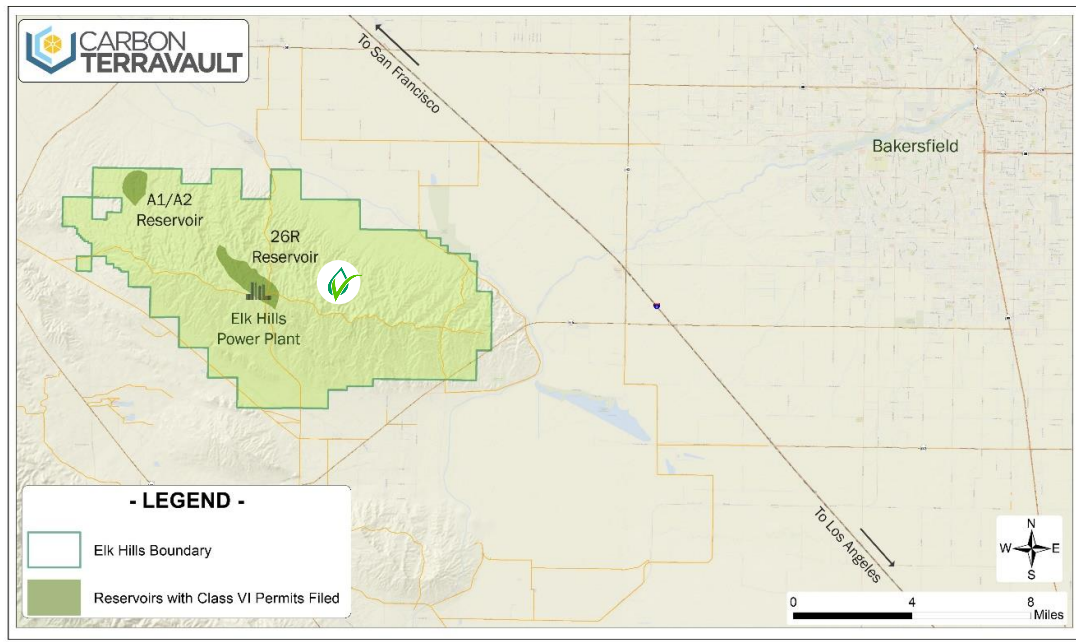 CARBON
TERRAVAULT
To San Francisco
Bakersfield
A1/A2
Reservoir
26R
Reservoir
Elk Hills
Power Plant
To Los Angeles
- LEGEND -
Elk Hills Boundary
Reservoirs with Class VI Permits Filed
N
W
E
S
0
4
8
Miles